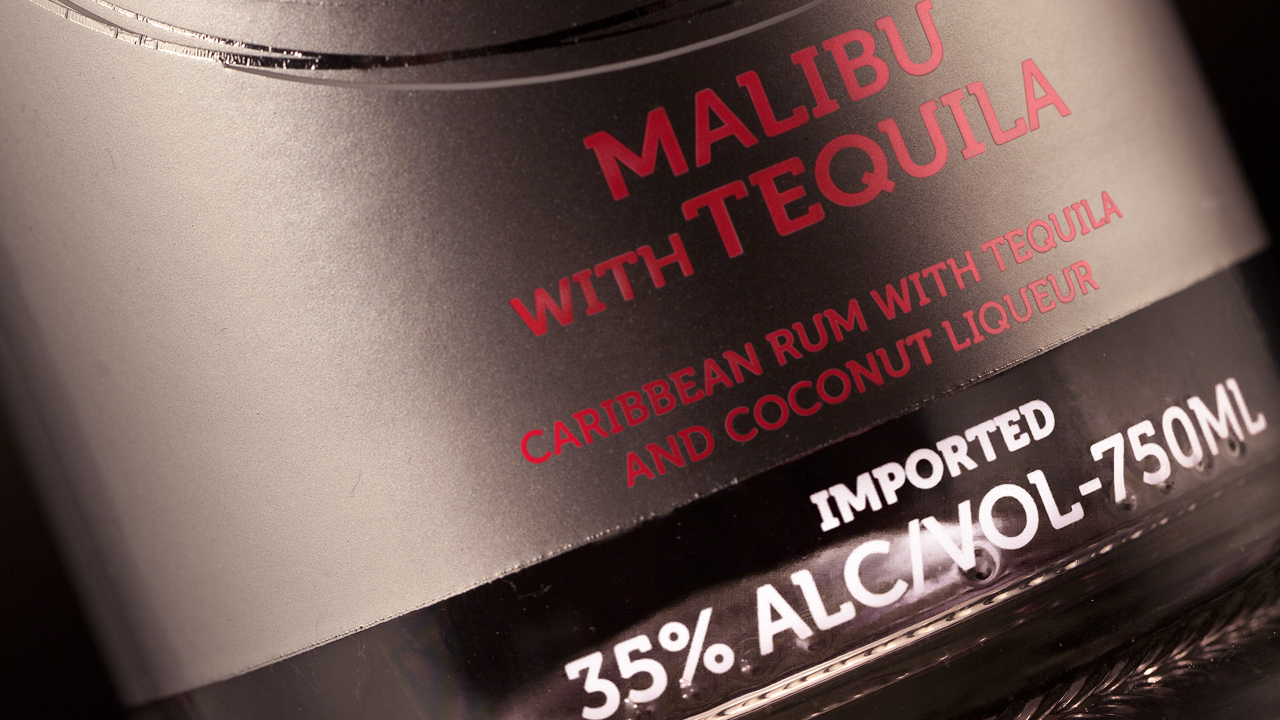 MALIBU
WITH TEQUILA
CARIBBEAN RUM WITH TEQUILA
AND COCONUT LIQUEUR
IMPORTED
35% ALC/VOL-750ML